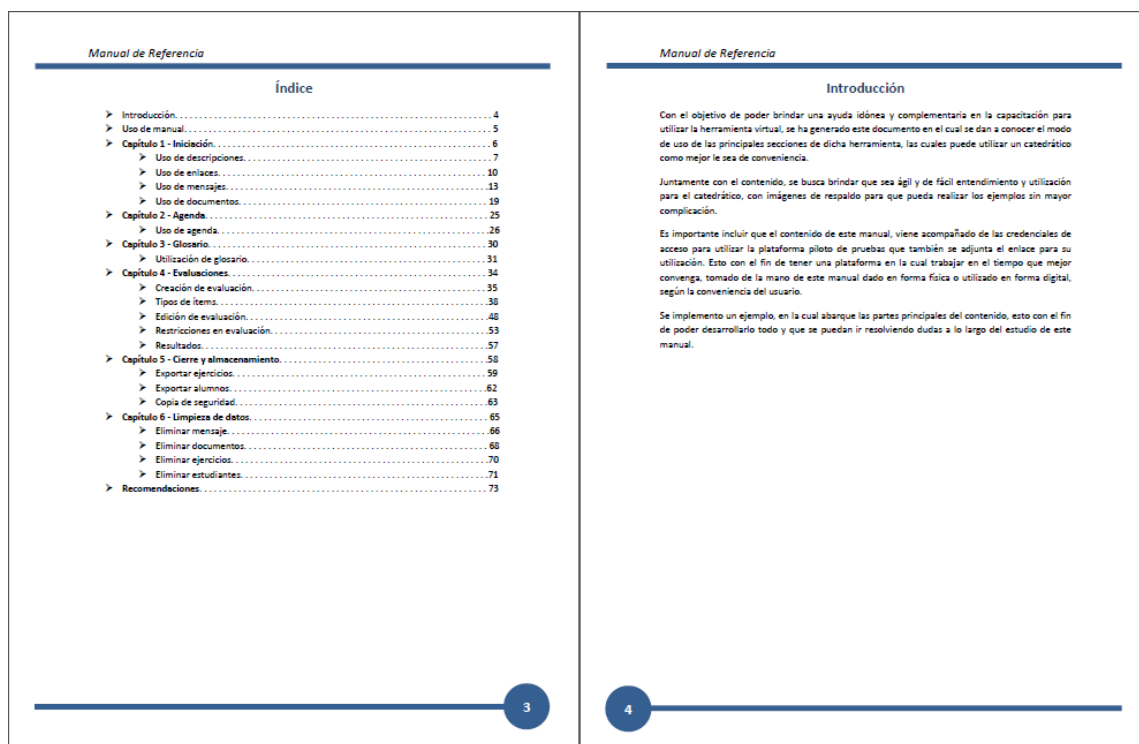 Manual de Referencia
Índice
➢ Introducción. . . . . . . . . . 4
➢ Uso de manual. . . . . . . . . . 5
➢ Capítulo 1 - Iniciación. . . . . . . . . . 6
➢ Uso de descripciones. . . . . . . . . . 7
➢ Uso de enlaces. . . . . . . . . . 10
➢ Uso de mensajes. . . . . . . . . . 13
➢ Uso de documentos. . . . . . . . . . 19
➢ Capítulo 2 - Agenda. . . . . . . . . . 25
➢ Uso de agenda. . . . . . . . . . 26
➢ Capítulo 3 - Glosario. . . . . . . . . . 30
➢ Utilización de glosario. . . . . . . . . . 31
➢ Capítulo 4 - Evaluaciones. . . . . . . . . . 34
➢ Creación de evaluación. . . . . . . . . . 35
➢ Tipos de ítems. . . . . . . . . . 38
➢ Edición de evaluación. . . . . . . . . . 48
➢ Restricciones en evaluación. . . . . . . . . . 53
➢ Resultados. . . . . . . . . . 57
➢ Capítulo 5 - Cierre y almacenamiento. . . . . . . . . . 58
➢ Exportar ejercicios. . . . . . . . . . 59
➢ Exportar alumnos. . . . . . . . . . 62
➢ Copia de seguridad. . . . . . . . . . 63
➢ Capítulo 6 - Limpieza de datos. . . . . . . . . . 65
➢ Eliminar mensaje. . . . . . . . . . 66
➢ Eliminar documentos. . . . . . . . . . 68
➢ Eliminar ejercicios. . . . . . . . . . 70
➢ Eliminar estudiantes. . . . . . . . . . 71
➢ Recomendaciones. . . . . . . . . . 73
3
Manual de Referencia
Introducción
Con el objetivo de poder brindar una ayuda idónea y complementaria en la capacitación para
utilizar la herramienta virtual, se ha generado este documento en el cual se dan a conocer el modo
de uso de las principales secciones de dicha herramienta, las cuales puede utilizar un catedrático
como mejor le sea de conveniencia.
Juntamente con el contenido, se busca brindar que sea ágil y de fácil entendimiento y utilización
para el catedrático, con imágenes de respaldo para que pueda realizar los ejemplos sin mayor
complicación.
Es importante incluir que el contenido de este manual, viene acompañado de las credenciales de
acceso para utilizar la plataforma piloto de pruebas que también se adjunta el enlace para su
utilización. Esto con el fin de tener una plataforma en la cual trabajar en el tiempo que mejor
convenga, tomado de la mano de este manual dado en forma física o utilizado en forma digital,
según la conveniencia del usuario.
Se implemento un ejemplo, en la cual abarque las partes principales del contenido, esto con el fin
de poder desarrollarlo todo y que se puedan ir resolviendo dudas a lo largo del estudio de este
manual.
4